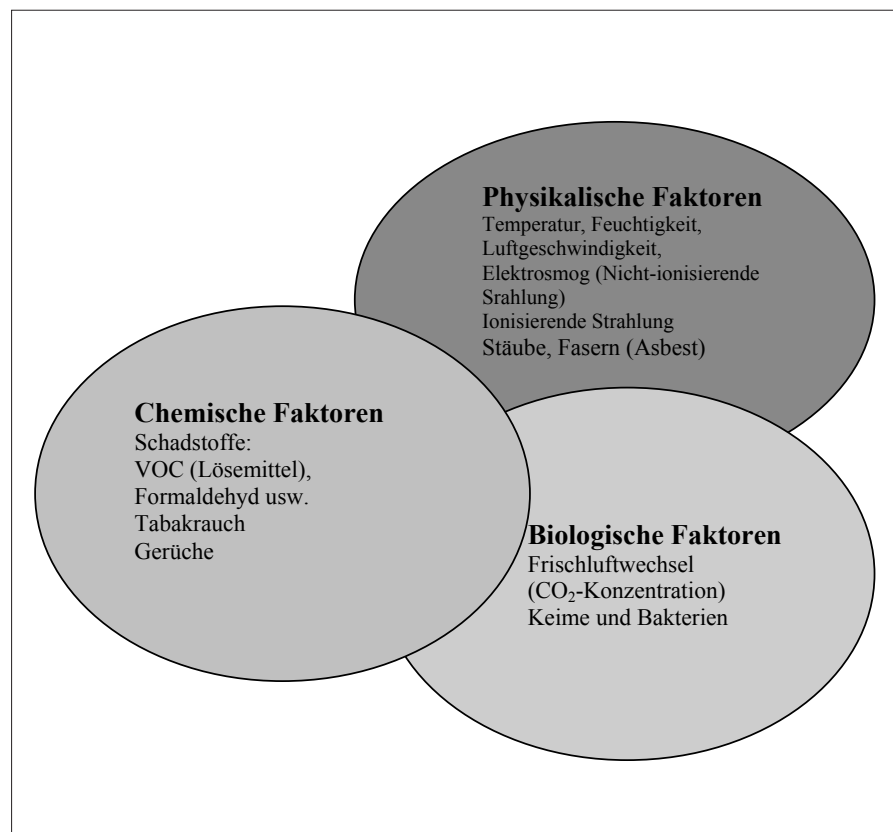 Physikalische Faktoren
Temperatur, Feuchtigkeit,
Luftgeschwindigkeit,
Elektrosmog (Nicht-ionisierende
Srahlung)
Ionisierende Strahlung
Stäube, Fasern (Asbest)
Chemische Faktoren
Schadstoffe:
VOC (Lösemittel),
Formaldehyd usw.
Tabakrauch
Gerüche
Biologische Faktoren
Frischluftwechsel
(CO₂-Konzentration)
Keime und Bakterien